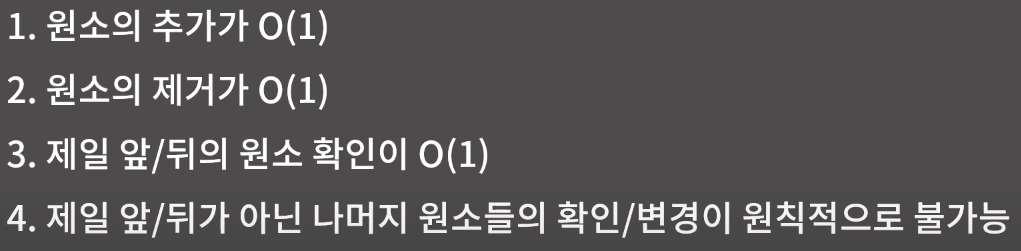 1. 원소의 추가가 O(1)
2. 원소의 제거가 O(1)
3. 제일 앞/뒤의 원소 확인이 O(1)
4. 제일 앞/뒤가 아닌 나머지 원소들의 확인/변경이 원칙적으로 불가능